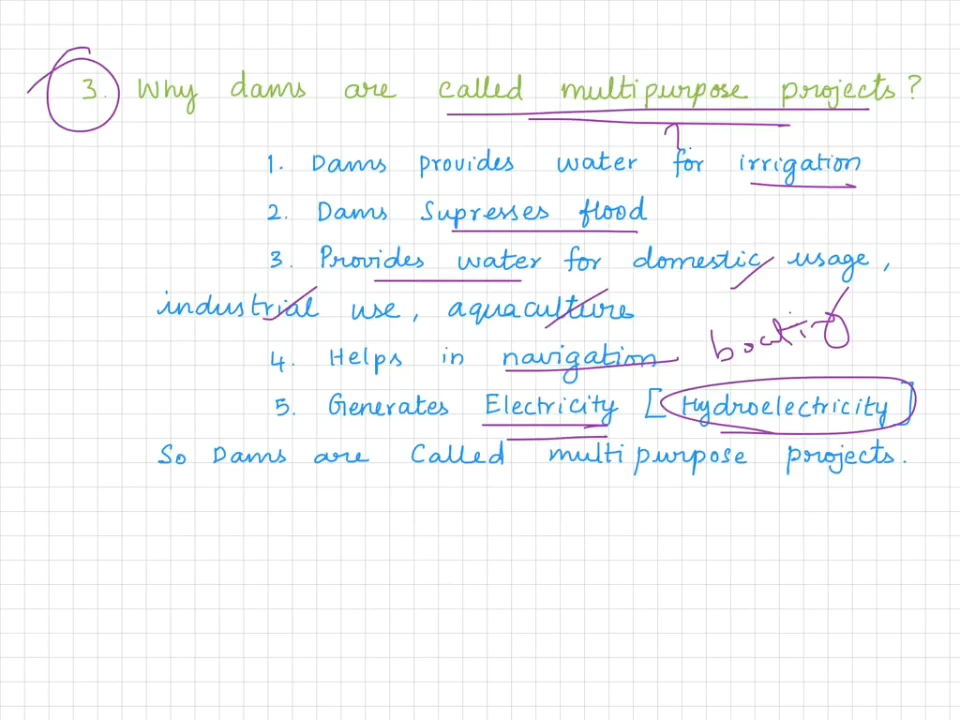 3. Why dams are called multipurpose projects?
1. Dams provides water for irrigation
2. Dams Supresses flood
3. Provides water for domestic usage,
industrial use, aquaculture
boating
4. Helps in navigation
5. Generates Electricity [Hydroelectricity]
So Dams are Called multipurpose projects.